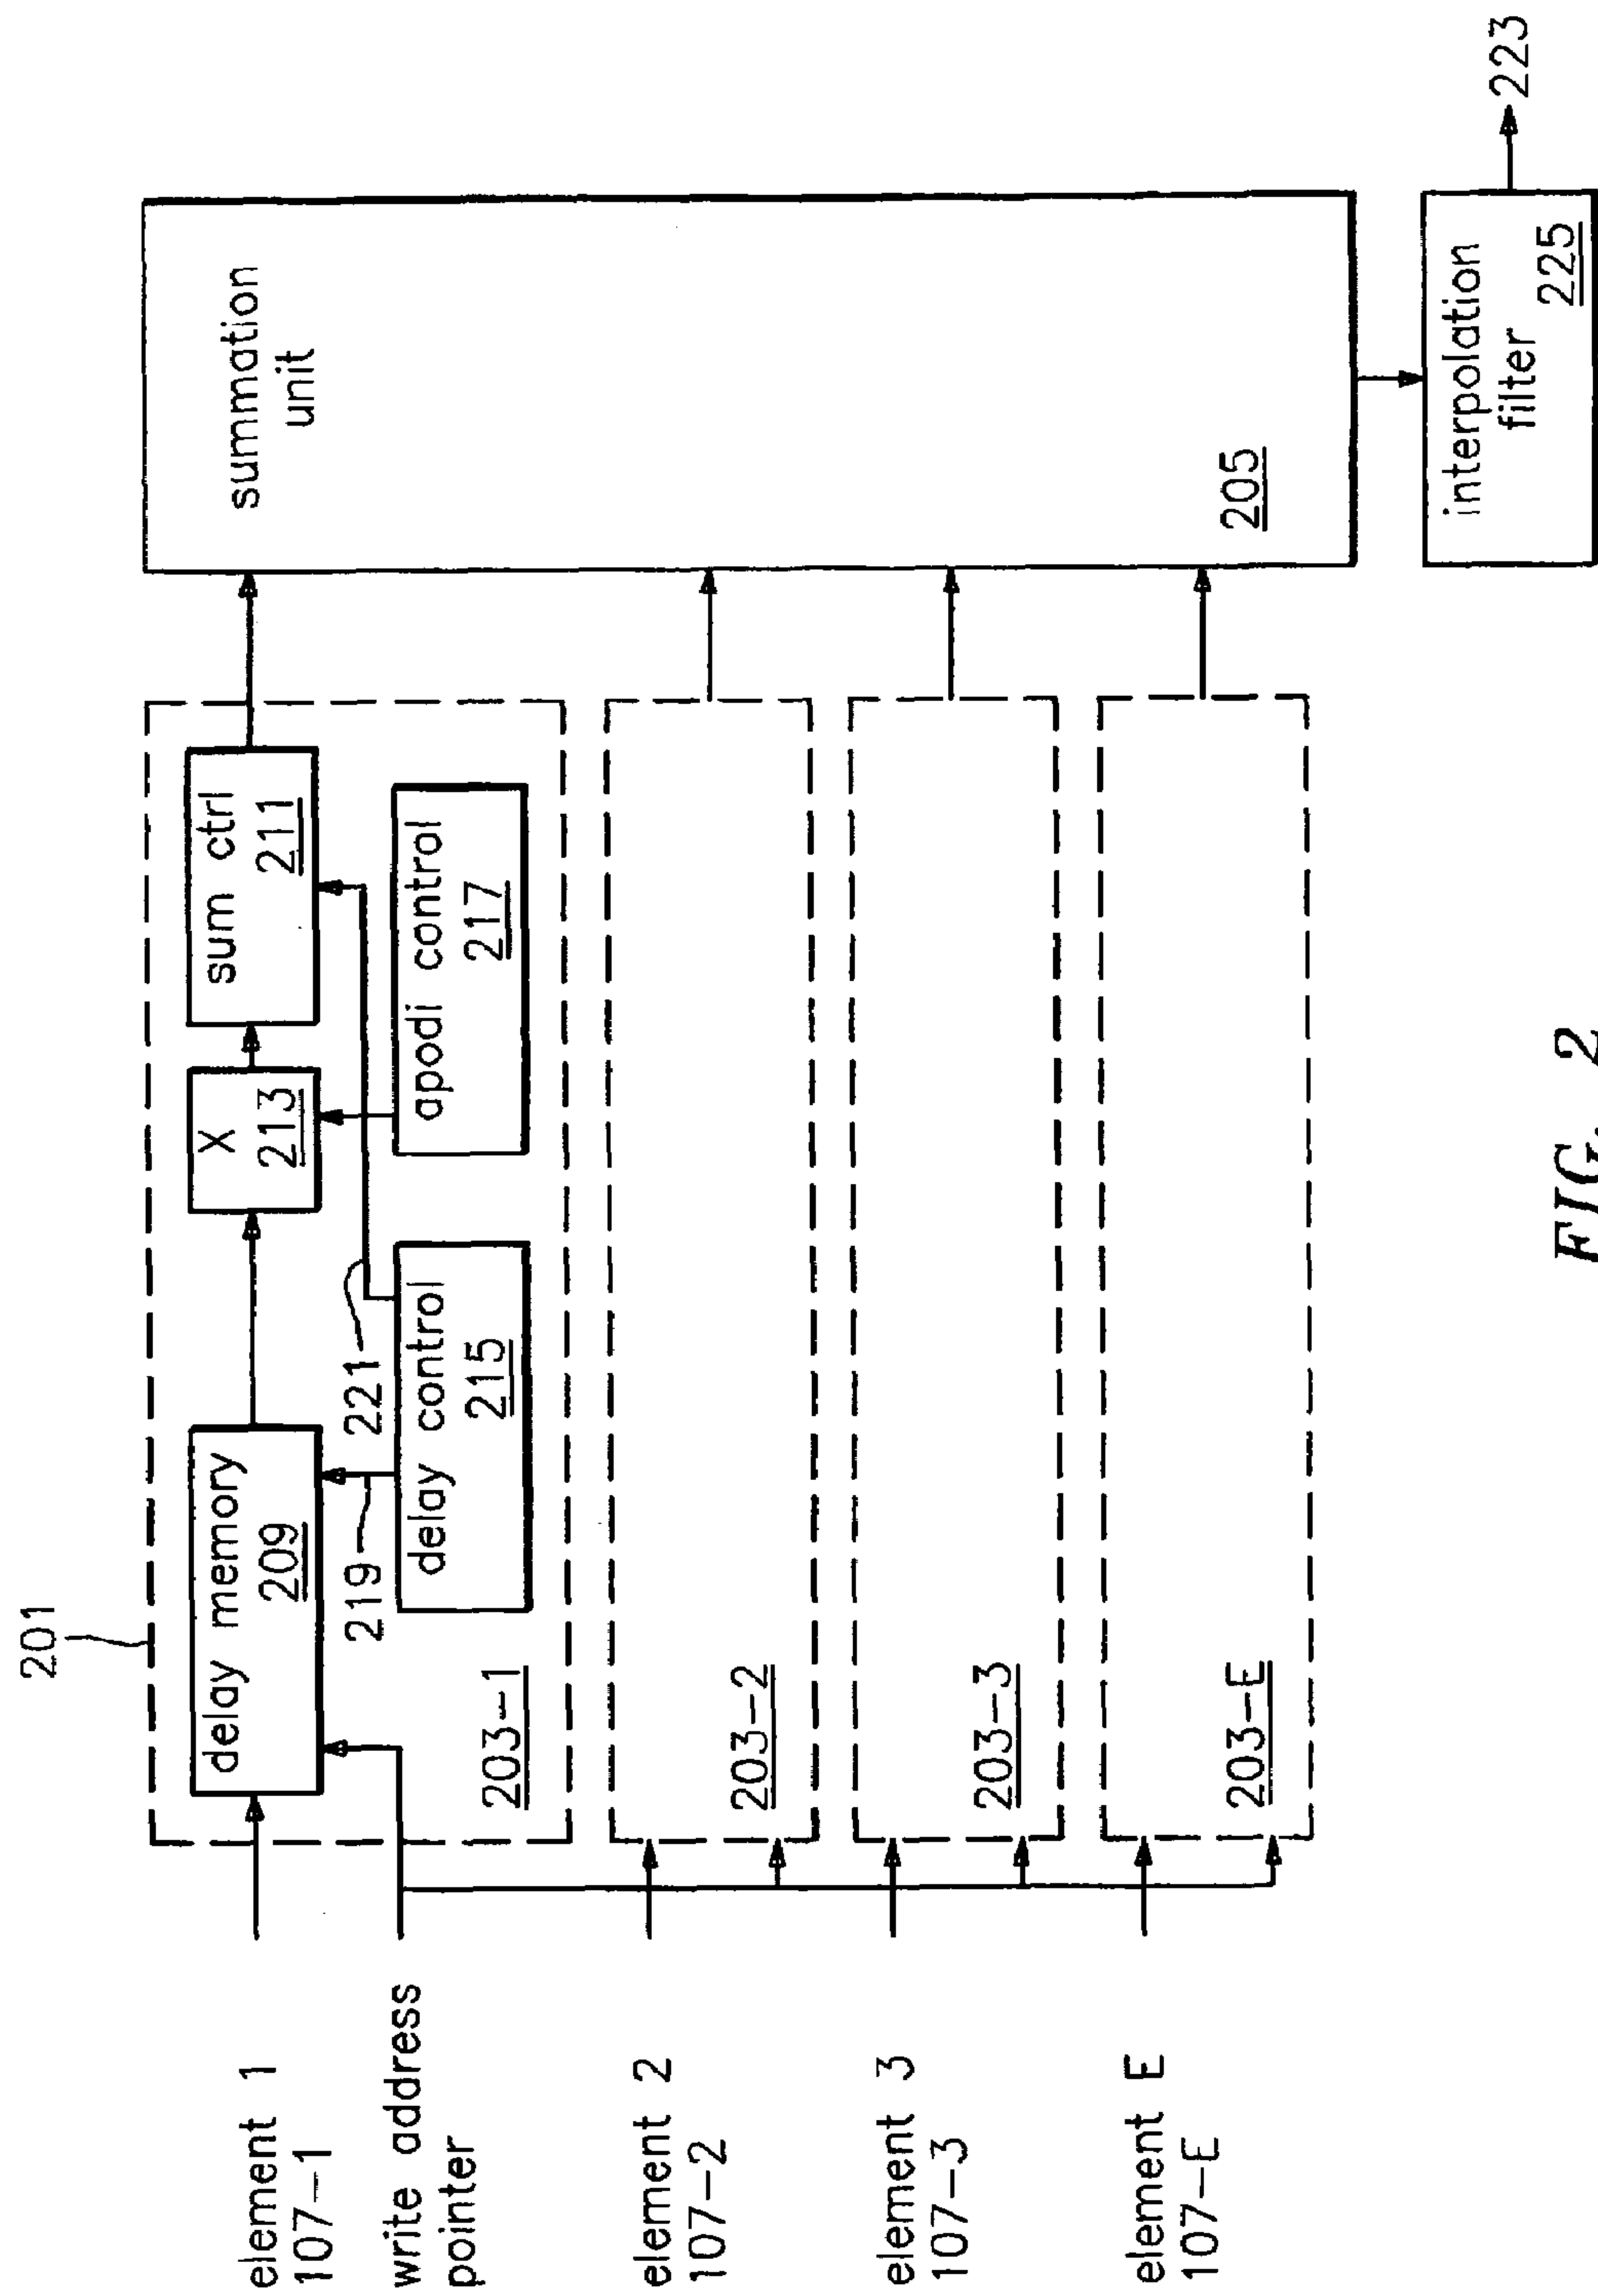 201
element 1
107-1
write address
pointer
delay memory
209
X
213
sum ctrl
211
219
221
delay control
215
apodi control
217
203-1
summation
unit
205
element 2
107-2
203-2
element 3
107-3
203-3
element E
107-E
203-E
interpolation
filter
225
223
FIG. 2